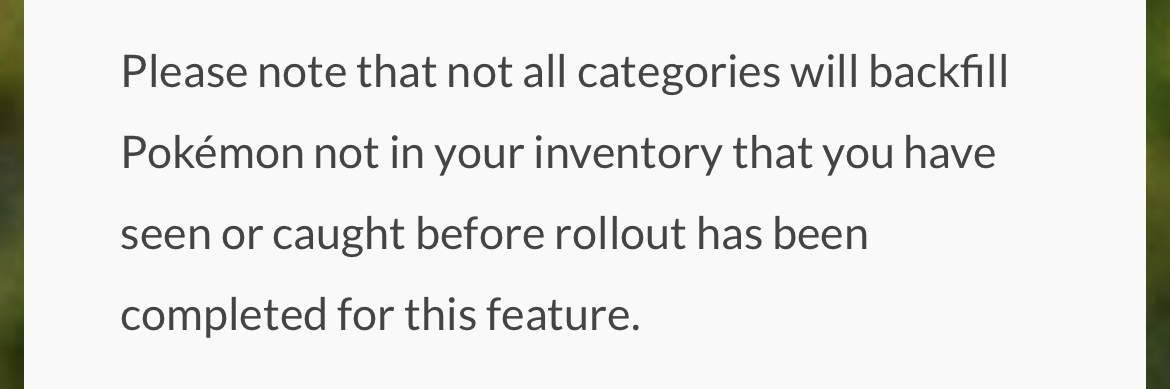 Please note that not all categories will backfill
Pokémon not in your inventory that you have
seen or caught before rollout has been
completed for this feature.